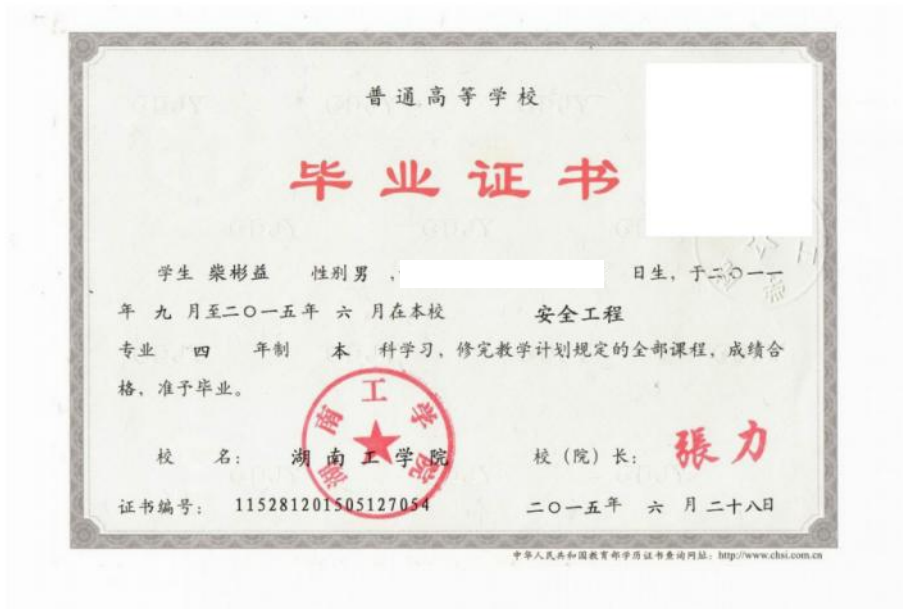 普通高等学校
毕业证书
学生 柴彬益 性别 男 , 日生，于二〇一一
年 九 月至二〇一五年 六 月在本校 安全工程
专业 四 年制 本 科学习，修完教学计划规定的全部课程，成绩合
格，准予毕业。
湖南工学院
校 名： 湖南工学院 校（院）长： 張力
证书编号： 115281201505127054 二〇一五年 六 月 二十八日
中华人民共和国教育部学历证书查询网址：http://www.chsi.com.cn